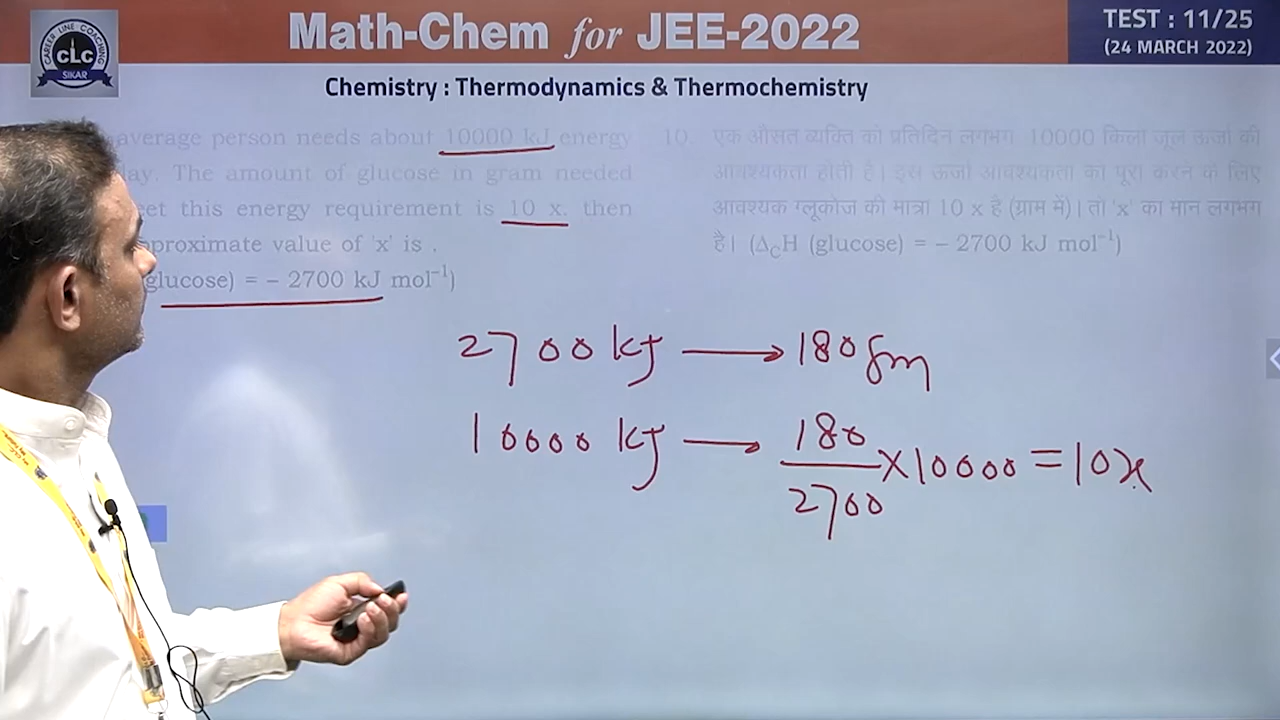 Math-Chem for JEE-2022
TEST : 11/25
(24 MARCH 2022)
CAREER LINE COACHING
CLC
SIKAR
Chemistry : Thermodynamics & Thermochemistry
average person needs about 10000 kJ energy
The amount of glucose in gram needed
this energy requirement is 10 x. then
value of 'x' is .
glucose) = – 2700 kJ mol⁻¹)
10. एक औसत व्यक्ति को प्रतिदिन लगभग 10000 किलो जूल ऊर्जा की
आवश्यकता होती है। इस ऊर्जा आवश्यकता को पूरा करने के लिए
आवश्यक ग्लूकोज की मात्रा 10 x है (ग्राम में)। तो 'x' का मान लगभग
है। (ΔCH (glucose) = – 2700 kJ mol⁻¹)
2700 kJ → 180 gm
10000 kJ → 180/2700 × 10000 = 10x